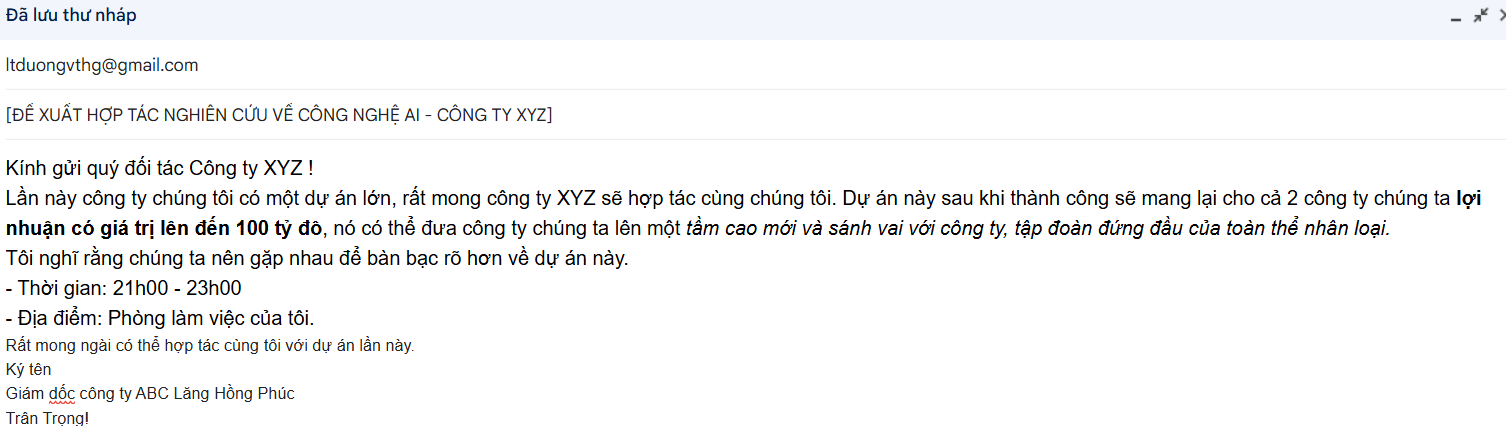 Đã lưu thư nháp
ltduongvthg@gmail.com
[ĐỀ XUẤT HỢP TÁC NGHIÊN CỨU VỀ CÔNG NGHỆ AI - CÔNG TY XYZ]
Kính gửi quý đối tác Công ty XYZ !
Lần này công ty chúng tôi có một dự án lớn, rất mong công ty XYZ sẽ hợp tác cùng chúng tôi. Dự án này sau khi thành công sẽ mang lại cho cả 2 công ty chúng ta lợi
nhuận có giá trị lên đến 100 tỷ đô, nó có thể đưa công ty chúng ta lên một tầm cao mới và sánh vai với công ty, tập đoàn đứng đầu của toàn thể nhân loại.
Tôi nghĩ rằng chúng ta nên gặp nhau để bàn bạc rõ hơn về dự án này.
- Thời gian: 21h00 - 23h00
- Địa điểm: Phòng làm việc của tôi.
Rất mong ngài có thể hợp tác cùng tôi với dự án lần này.
Ký tên
Giám dốc công ty ABC Lăng Hồng Phúc
Trân Trọng!